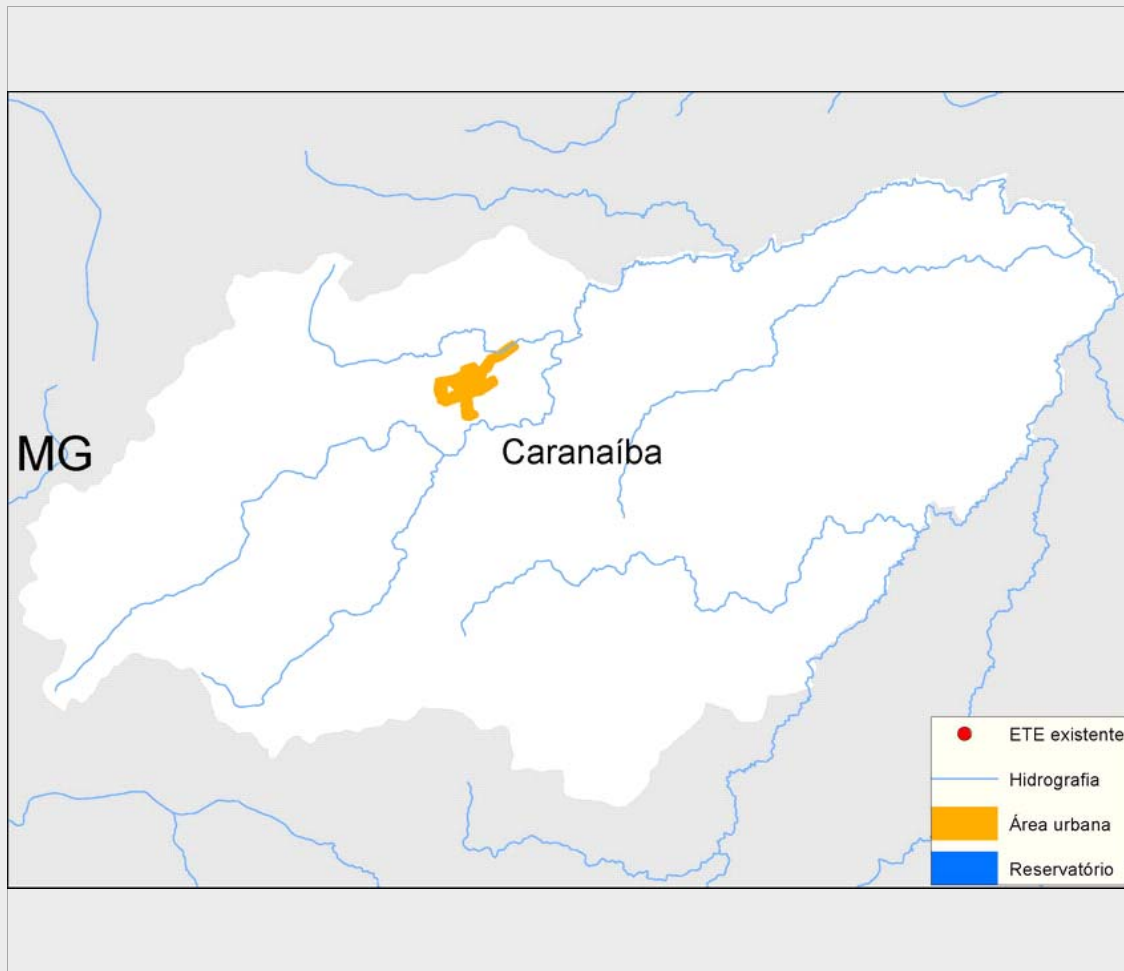 MG
Caranaíba
ETE existente
Hidrografia
Área urbana
Reservatório